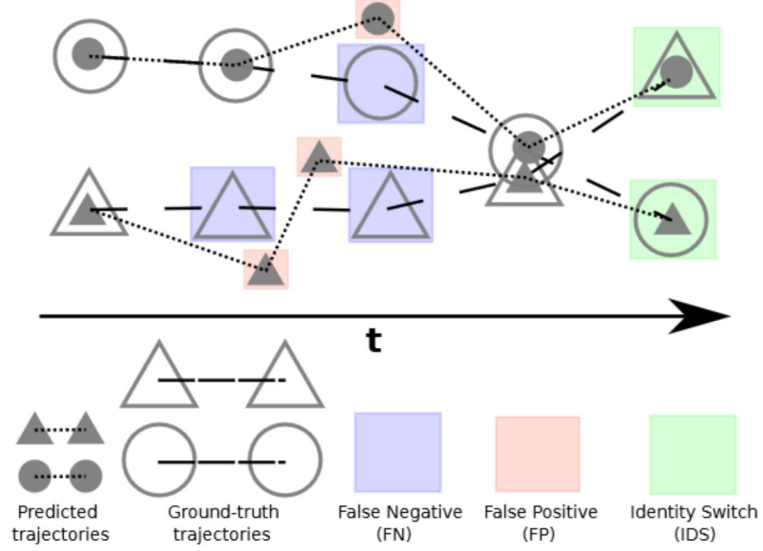 t
Predicted
trajectories
Ground-truth
trajectories
False Negative
(FN)
False Positive
(FP)
Identity Switch
(IDS)